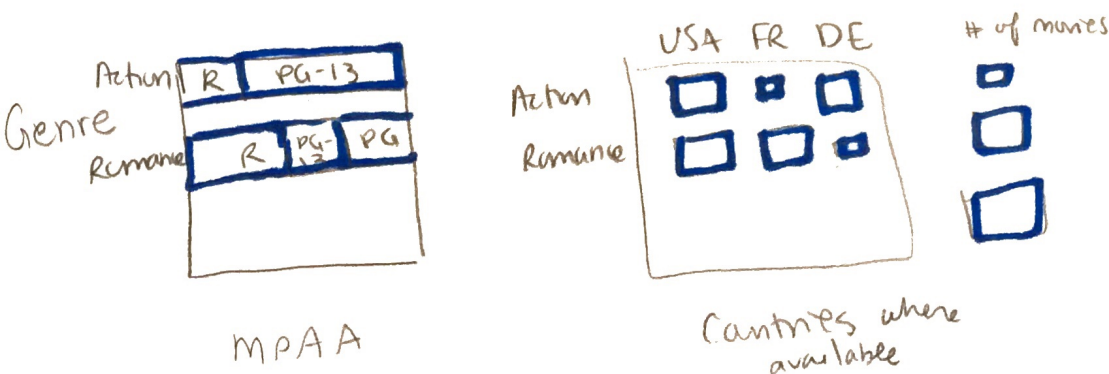 Genre
Action
R
PG-13
Romance
R
PG-
13
PG
MPAA
USA FR DE
Action
Romance
Countries where
available
# of movies